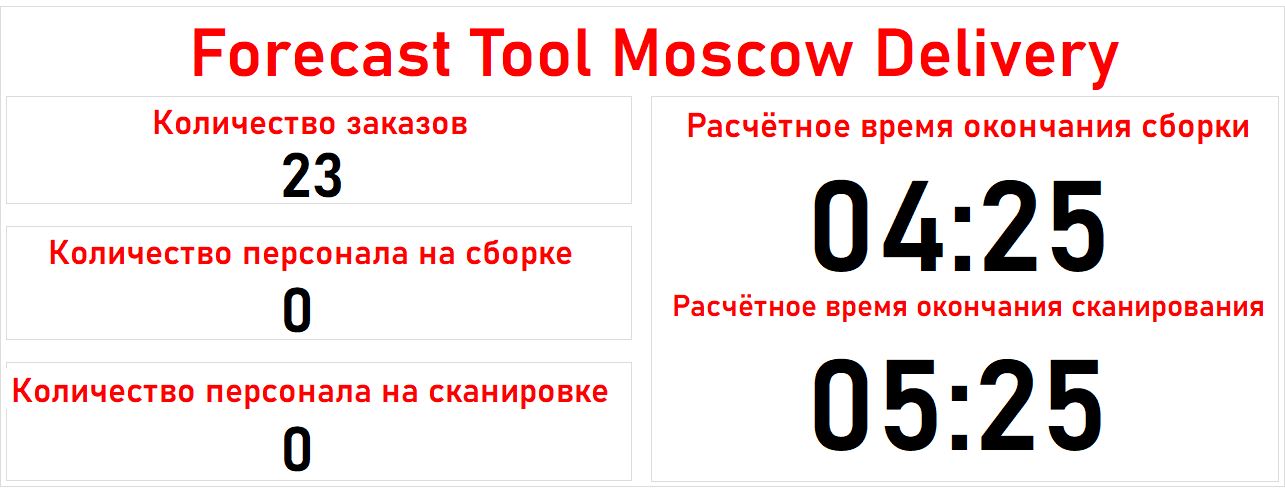 Forecast Tool Moscow Delivery
Количество заказов
23
Количество персонала на сборке
0
Количество персонала на сканировке
0
Расчётное время окончания сборки
04:25
Расчётное время окончания сканирования
05:25